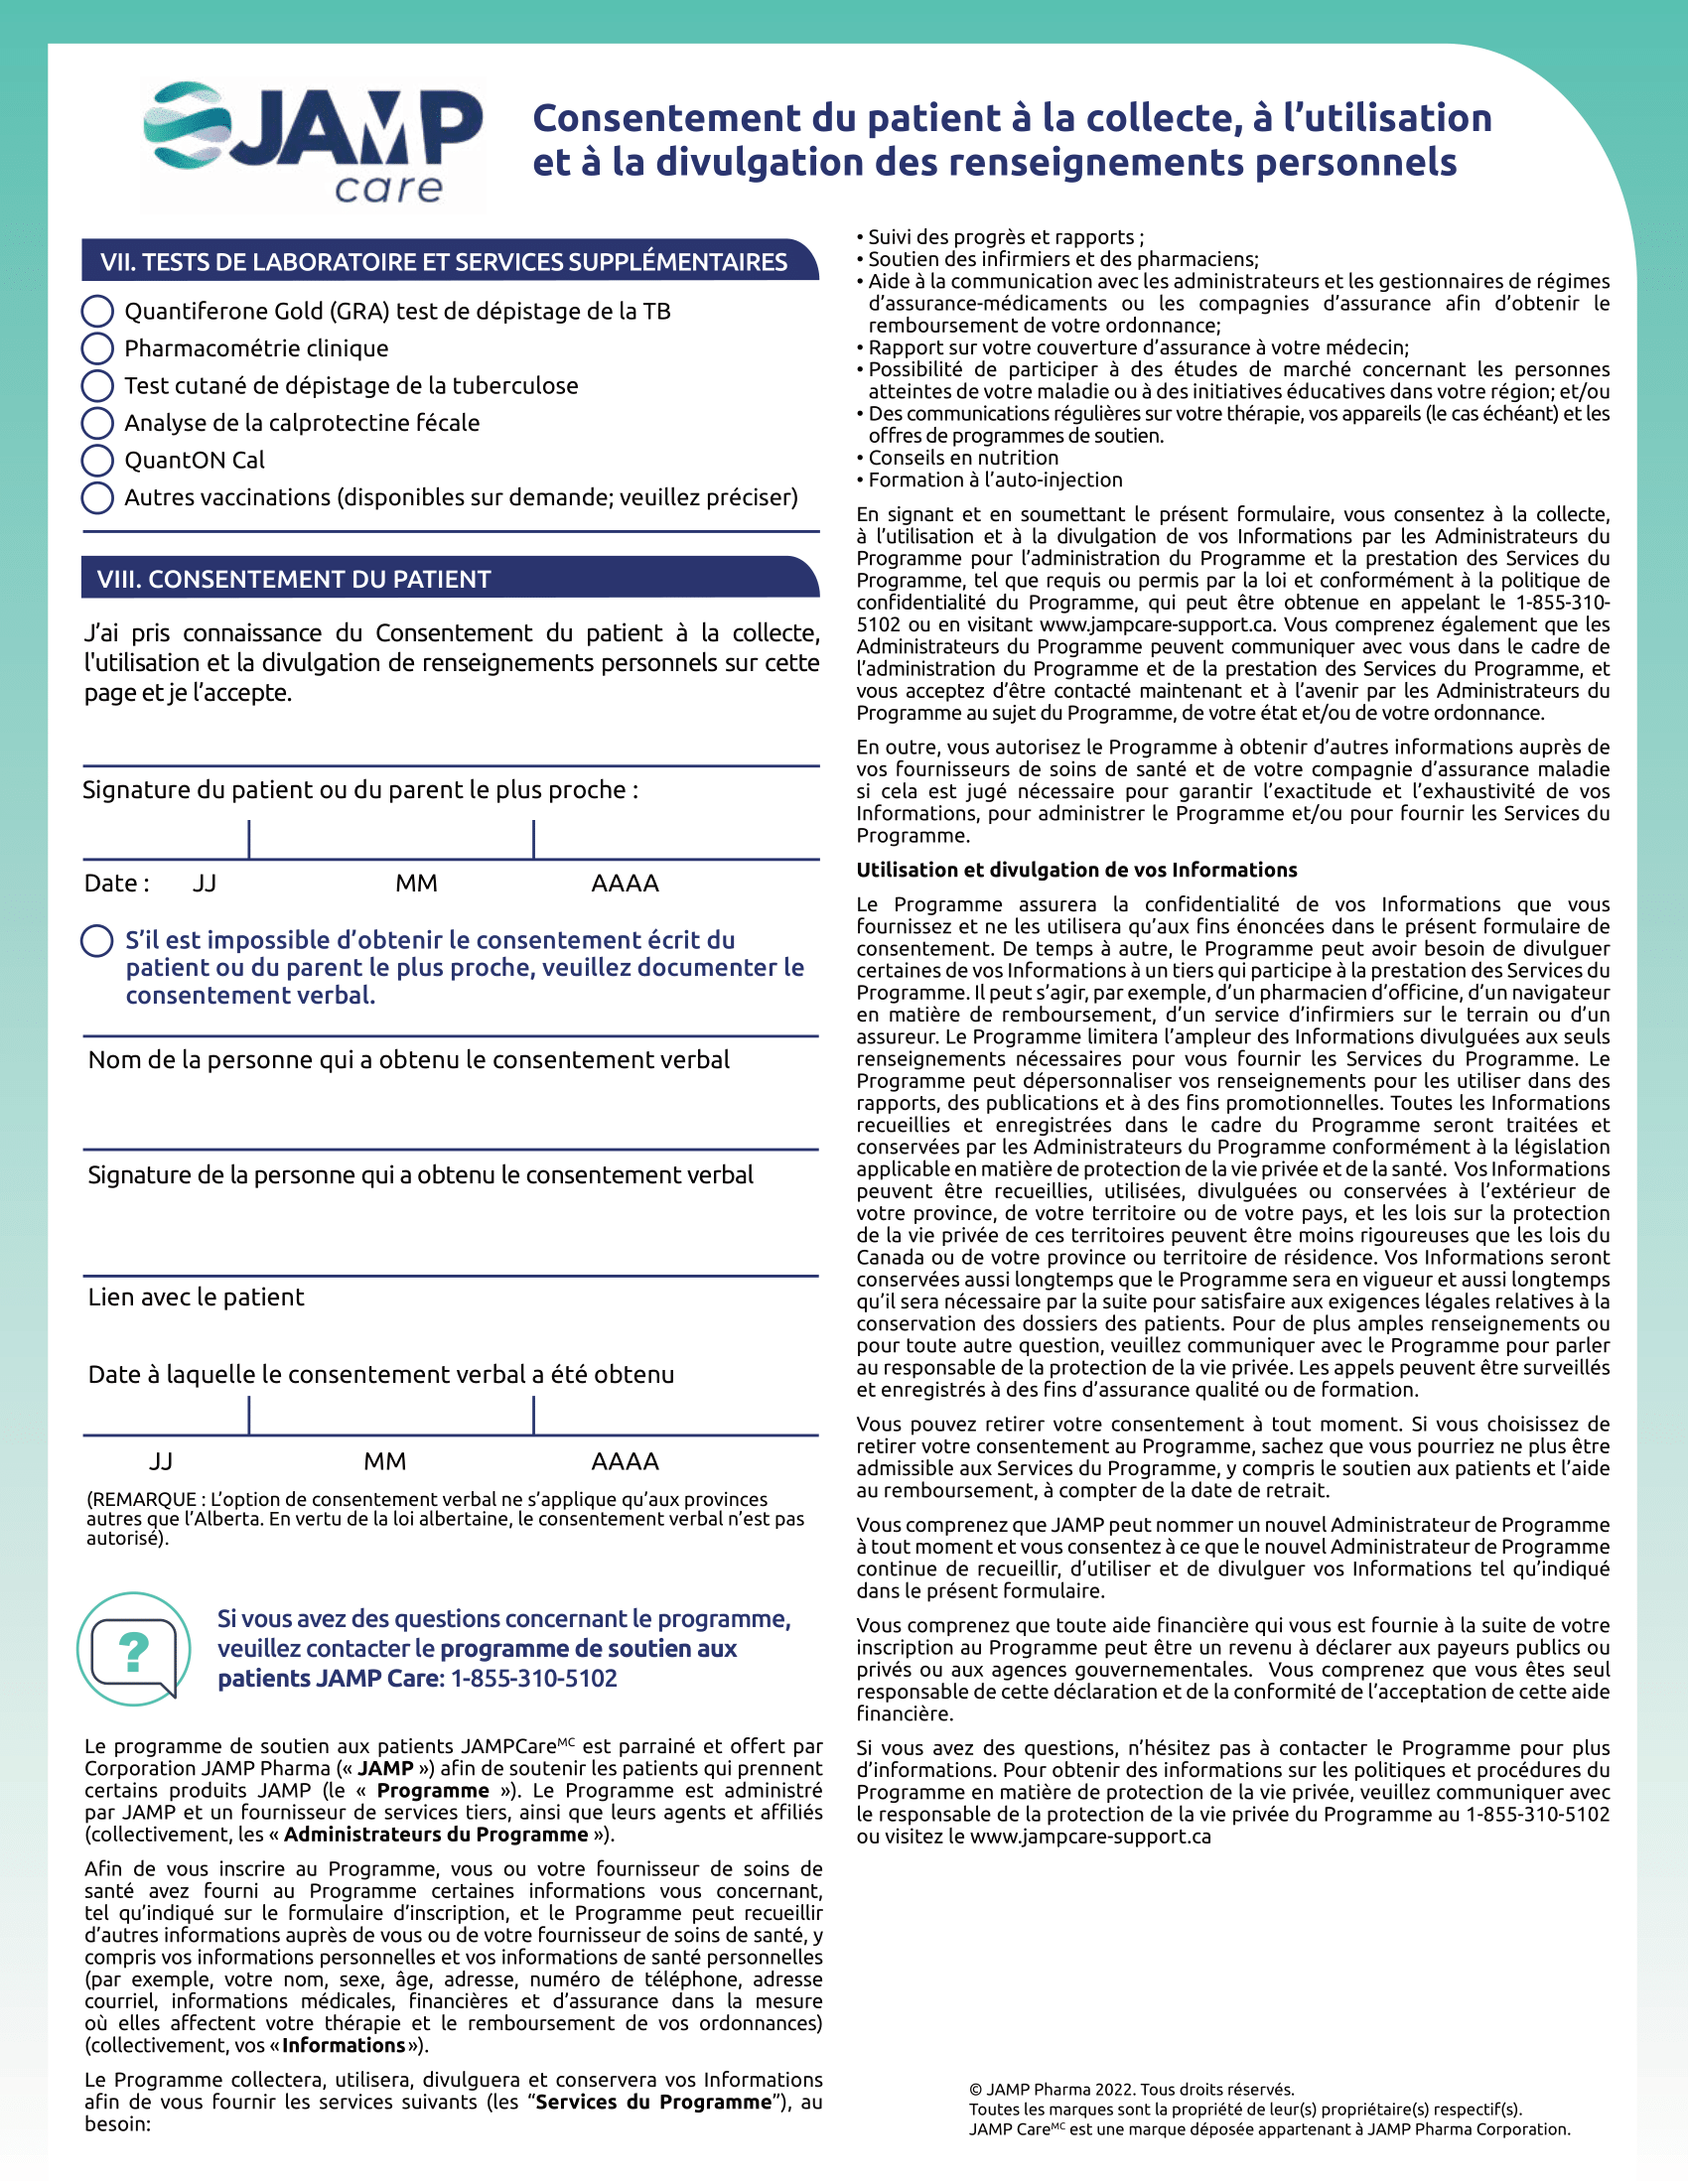 JAMP
care
Consentement du patient à la collecte, à l’utilisation
et à la divulgation des renseignements personnels
VII. TESTS DE LABORATOIRE ET SERVICES SUPPLÉMENTAIRES
Quantiferone Gold (GRA) test de dépistage de la TB
Pharmacométrie clinique
Test cutané de dépistage de la tuberculose
Analyse de la calprotectine fécale
QuantON Cal
Autres vaccinations (disponibles sur demande; veuillez préciser)
VIII. CONSENTEMENT DU PATIENT
J’ai pris connaissance du Consentement du patient à la collecte,
l'utilisation et la divulgation de renseignements personnels sur cette
page et je l’accepte.
Signature du patient ou du parent le plus proche :
Date : JJ MM AAAA
S’il est impossible d’obtenir le consentement écrit du
patient ou du parent le plus proche, veuillez documenter le
consentement verbal.
Nom de la personne qui a obtenu le consentement verbal
Signature de la personne qui a obtenu le consentement verbal
Lien avec le patient
Date à laquelle le consentement verbal a été obtenu
JJ MM AAAA
(REMARQUE : L’option de consentement verbal ne s’applique qu’aux provinces
autres que l’Alberta. En vertu de la loi albertaine, le consentement verbal n’est pas
autorisé).
?
Si vous avez des questions concernant le programme,
veuillez contacter le programme de soutien aux
patients JAMP Care: 1-855-310-5102
Le programme de soutien aux patients JAMPCareᴹᶜ est parrainé et offert par
Corporation JAMP Pharma (« JAMP ») afin de soutenir les patients qui prennent
certains produits JAMP (le « Programme »). Le Programme est administré
par JAMP et un fournisseur de services tiers, ainsi que leurs agents et affiliés
(collectivement, les « Administrateurs du Programme »).
Afin de vous inscrire au Programme, vous ou votre fournisseur de soins de
santé avez fourni au Programme certaines informations vous concernant,
tel qu’indiqué sur le formulaire d’inscription, et le Programme peut recueillir
d’autres informations auprès de vous ou de votre fournisseur de soins de santé, y
compris vos informations personnelles et vos informations de santé personnelles
(par exemple, votre nom, sexe, âge, adresse, numéro de téléphone, adresse
courriel, informations médicales, financières et d’assurance dans la mesure
où elles affectent votre thérapie et le remboursement de vos ordonnances)
(collectivement, vos « Informations »).
Le Programme collectera, utilisera, divulguera et conservera vos Informations
afin de vous fournir les services suivants (les “Services du Programme”), au
besoin:
• Suivi des progrès et rapports ;
• Soutien des infirmiers et des pharmaciens;
• Aide à la communication avec les administrateurs et les gestionnaires de régimes
d’assurance-médicaments ou les compagnies d’assurance afin d’obtenir le
remboursement de votre ordonnance;
• Rapport sur votre couverture d’assurance à votre médecin;
• Possibilité de participer à des études de marché concernant les personnes
atteintes de votre maladie ou à des initiatives éducatives dans votre région; et/ou
• Des communications régulières sur votre thérapie, vos appareils (le cas échéant) et les
offres de programmes de soutien.
• Conseils en nutrition
• Formation à l’auto-injection
En signant et en soumettant le présent formulaire, vous consentez à la collecte,
à l’utilisation et à la divulgation de vos Informations par les Administrateurs du
Programme pour l’administration du Programme et la prestation des Services du
Programme, tel que requis ou permis par la loi et conformément à la politique de
confidentialité du Programme, qui peut être obtenue en appelant le 1-855-310-
5102 ou en visitant www.jampcare-support.ca. Vous comprenez également que les
Administrateurs du Programme peuvent communiquer avec vous dans le cadre de
l’administration du Programme et de la prestation des Services du Programme, et
vous acceptez d’être contacté maintenant et à l’avenir par les Administrateurs du
Programme au sujet du Programme, de votre état et/ou de votre ordonnance.
En outre, vous autorisez le Programme à obtenir d’autres informations auprès de
vos fournisseurs de soins de santé et de votre compagnie d’assurance maladie
si cela est jugé nécessaire pour garantir l’exactitude et l’exhaustivité de vos
Informations, pour administrer le Programme et/ou pour fournir les Services du
Programme.
Utilisation et divulgation de vos Informations
Le Programme assurera la confidentialité de vos Informations que vous
fournissez et ne les utilisera qu’aux fins énoncées dans le présent formulaire de
consentement. De temps à autre, le Programme peut avoir besoin de divulguer
certaines de vos Informations à un tiers qui participe à la prestation des Services du
Programme. Il peut s’agir, par exemple, d’un pharmacien d’officine, d’un navigateur
en matière de remboursement, d’un service d’infirmiers sur le terrain ou d’un
assureur. Le Programme limitera l’ampleur des Informations divulguées aux seuls
renseignements nécessaires pour vous fournir les Services du Programme. Le
Programme peut dépersonnaliser vos renseignements pour les utiliser dans des
rapports, des publications et à des fins promotionnelles. Toutes les Informations
recueillies et enregistrées dans le cadre du Programme seront traitées et
conservées par les Administrateurs du Programme conformément à la législation
applicable en matière de protection de la vie privée et de la santé. Vos Informations
peuvent être recueillies, utilisées, divulguées ou conservées à l’extérieur de
votre province, de votre territoire ou de votre pays, et les lois sur la protection
de la vie privée de ces territoires peuvent être moins rigoureuses que les lois du
Canada ou de votre province ou territoire de résidence. Vos Informations seront
conservées aussi longtemps que le Programme sera en vigueur et aussi longtemps
qu’il sera nécessaire par la suite pour satisfaire aux exigences légales relatives à la
conservation des dossiers des patients. Pour de plus amples renseignements ou
pour toute autre question, veuillez communiquer avec le Programme pour parler
au responsable de la protection de la vie privée. Les appels peuvent être surveillés
et enregistrés à des fins d’assurance qualité ou de formation.
Vous pouvez retirer votre consentement à tout moment. Si vous choisissez de
retirer votre consentement au Programme, sachez que vous pourriez ne plus être
admissible aux Services du Programme, y compris le soutien aux patients et l’aide
au remboursement, à compter de la date de retrait.
Vous comprenez que JAMP peut nommer un nouvel Administrateur de Programme
à tout moment et vous consentez à ce que le nouvel Administrateur de Programme
continue de recueillir, d’utiliser et de divulguer vos Informations tel qu’indiqué
dans le présent formulaire.
Vous comprenez que toute aide financière qui vous est fournie à la suite de votre
inscription au Programme peut être un revenu à déclarer aux payeurs publics ou
privés ou aux agences gouvernementales. Vous comprenez que vous êtes seul
responsable de cette déclaration et de la conformité de l’acceptation de cette aide
financière.
Si vous avez des questions, n’hésitez pas à contacter le Programme pour plus
d’informations. Pour obtenir des informations sur les politiques et procédures du
Programme en matière de protection de la vie privée, veuillez communiquer avec
le responsable de la protection de la vie privée du Programme au 1-855-310-5102
ou visitez le www.jampcare-support.ca
© JAMP Pharma 2022. Tous droits réservés.
Toutes les marques sont la propriété de leur(s) propriétaire(s) respectif(s).
JAMP Careᴹᶜ est une marque déposée appartenant à JAMP Pharma Corporation.